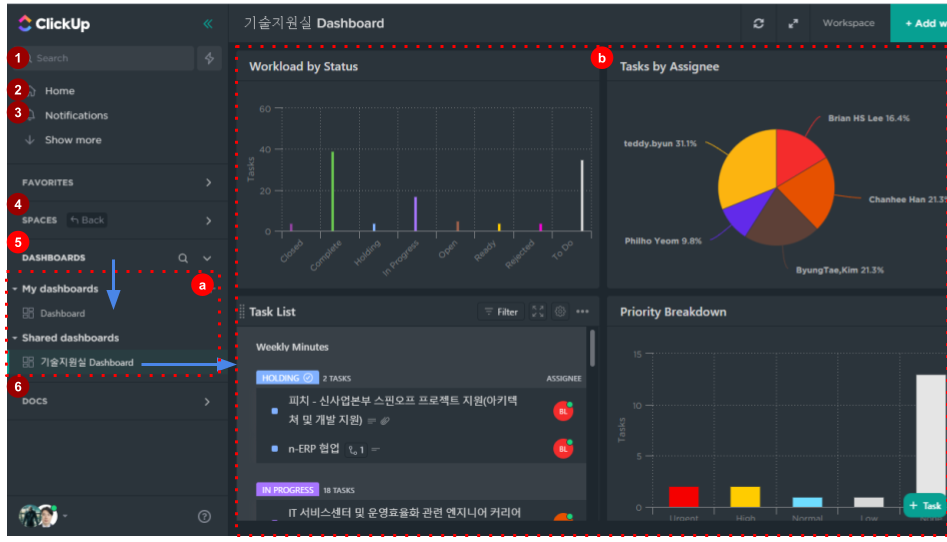 ClickUp
«
기술지원실 Dashboard
Workspace
+ Add w
1
Search
2
Home
3
Notifications
Show more
FAVORITES
4
SPACES
Back
5
DASHBOARDS
a
My dashboards
Dashboard
Shared dashboards
기술지원실 Dashboard
6
DOCS
b
Workload by Status
60
40
20
0
Tasks
Closed
Complete
Holding
In Progress
Open
Ready
Rejected
To Do
Tasks by Assignee
Brian HS Lee 16.4%
teddy.byun 31.1%
Chanhee Han 21.3%
Philho Yeom 9.8%
ByungTae,Kim 21.3%
Task List
Filter
Weekly Minutes
HOLDING
2 TASKS
ASSIGNEE
피치 - 신사업본부 스핀오프 프로젝트 지원(아키텍
쳐 및 개발 지원)
BL
n-ERP 협업
1
BL
IN PROGRESS
18 TASKS
IT 서비스센터 및 운영효율화 관련 엔지니어 커리어
Priority Breakdown
15
10
5
0
Tasks
Urgent
High
Normal
Low
+ Task